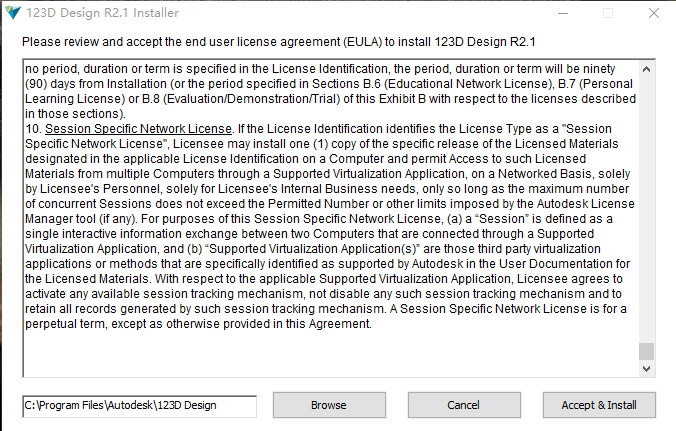 123D Design R2.1 Installer
Please review and accept the end user license agreement (EULA) to install 123D Design R2.1
no period, duration or term is specified in the License Identification, the period, duration or term will be ninety
(90) days from Installation (or the period specified in Sections B.6 (Educational Network License), B.7 (Personal
Learning License) or B.8 (Evaluation/Demonstration/Trial) of this Exhibit B with respect to the licenses described
in those sections).
10. Session Specific Network License. If the License Identification identifies the License Type as a "Session
Specific Network License", Licensee may install one (1) copy of the specific release of the Licensed Materials
designated in the applicable License Identification on a Computer and permit Access to such Licensed
Materials from multiple Computers through a Supported Virtualization Application, on a Networked Basis, solely
by Licensee's Personnel, solely for Licensee's Internal Business needs, only so long as the maximum number
of concurrent Sessions does not exceed the Permitted Number or other limits imposed by the Autodesk License
Manager tool (if any). For purposes of this Session Specific Network License, (a) a “Session” is defined as a
single interactive information exchange between two Computers that are connected through a Supported
Virtualization Application, and (b) “Supported Virtualization Application(s)” are those third party virtualization
applications or methods that are specifically identified as supported by Autodesk in the User Documentation for
the Licensed Materials. With respect to the applicable Supported Virtualization Application, Licensee agrees to
activate any available session tracking mechanism, not disable any such session tracking mechanism and to
retain all records generated by such session tracking mechanism. A Session Specific Network License is for a
perpetual term, except as otherwise provided in this Agreement.
C:\Program Files\Autodesk\123D Design
Browse
Cancel
Accept & Install